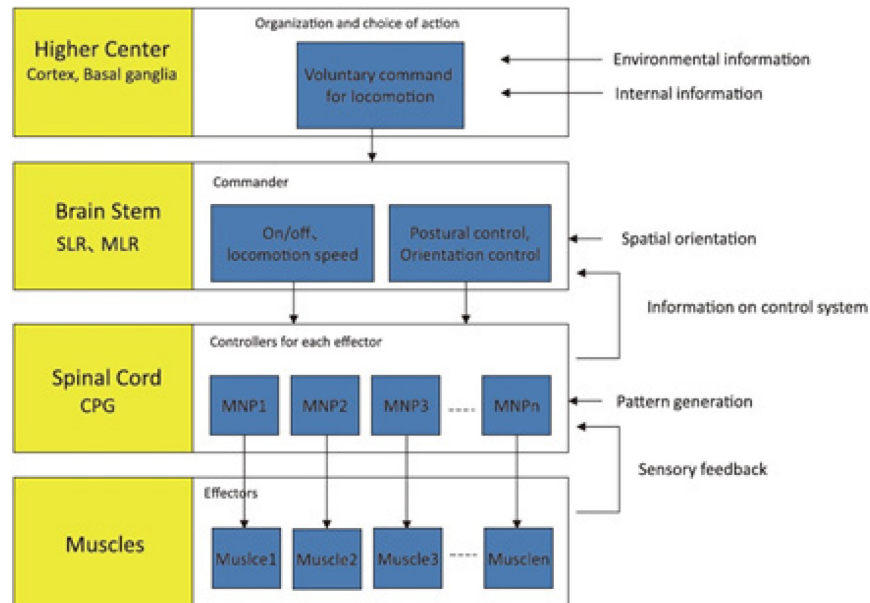 Organization and choice of action
Higher Center
Cortex, Basal ganglia
Voluntary command
for locomotion
Environmental information
Internal information
Commander
Brain Stem
SLR、MLR
On/off、
locomotion speed
Postural control,
Orientation control
Spatial orientation
Information on control system
Controllers for each effector
Spinal Cord
CPG
MNP1
MNP2
MNP3
MNPn
Pattern generation
Sensory feedback
Effectors
Muscles
Muslce1
Muscle2
Muscle3
Musclen